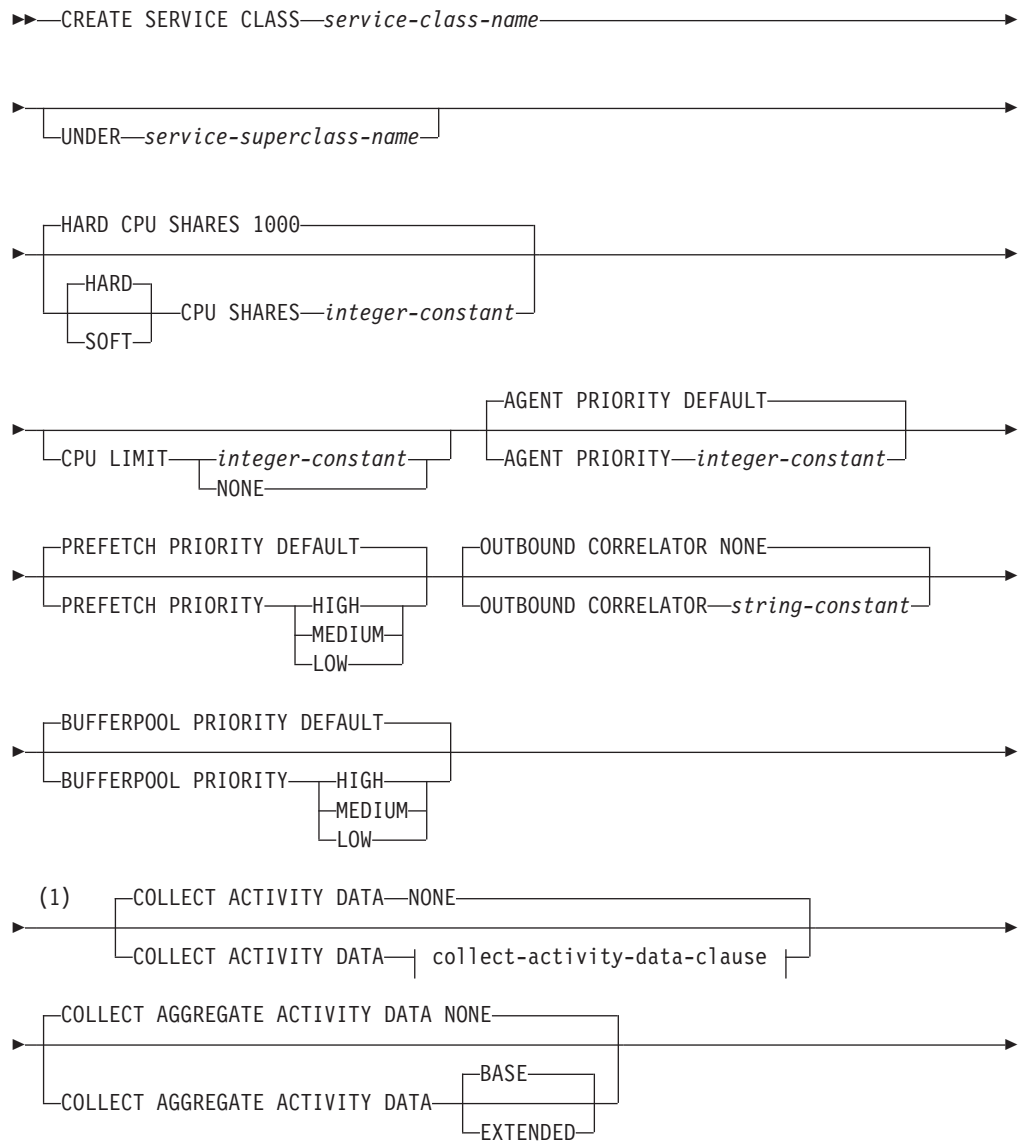 CREATE SERVICE CLASS service-class-name
UNDER service-superclass-name
HARD CPU SHARES 1000
HARD
SOFT
CPU SHARES integer-constant
CPU LIMIT integer-constant
NONE
AGENT PRIORITY DEFAULT
AGENT PRIORITY integer-constant
PREFETCH PRIORITY DEFAULT
PREFETCH PRIORITY HIGH
MEDIUM
LOW
OUTBOUND CORRELATOR NONE
OUTBOUND CORRELATOR string-constant
BUFFERPOOL PRIORITY DEFAULT
BUFFERPOOL PRIORITY HIGH
MEDIUM
LOW
(1)
COLLECT ACTIVITY DATA NONE
COLLECT ACTIVITY DATA collect-activity-data-clause
COLLECT AGGREGATE ACTIVITY DATA NONE
COLLECT AGGREGATE ACTIVITY DATA
BASE
EXTENDED